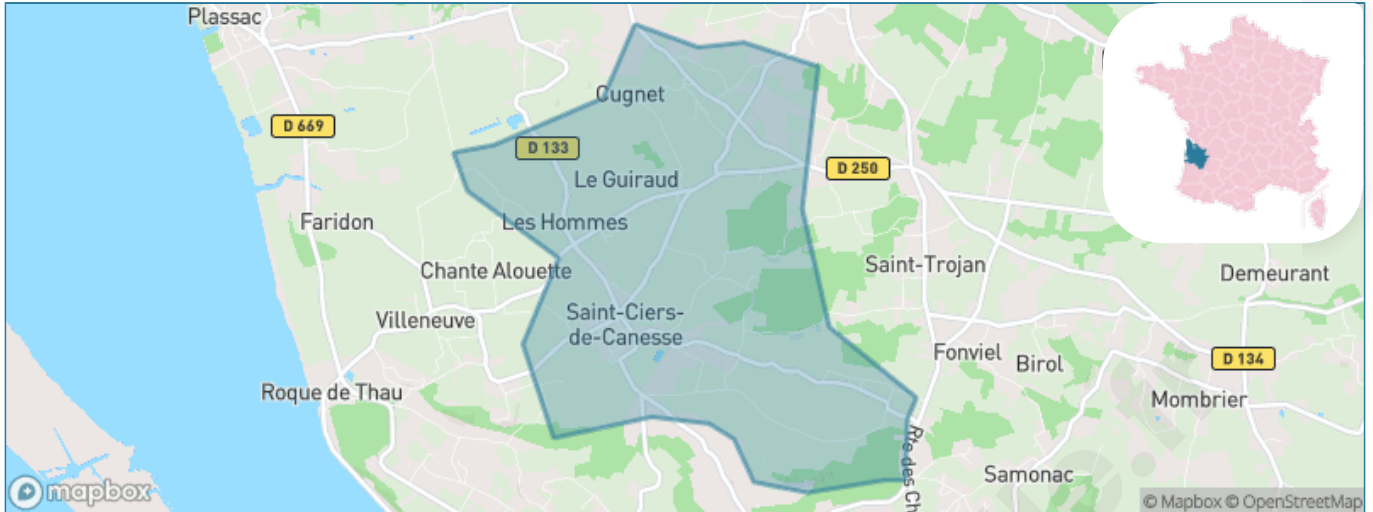 Plassac
Cugnet
D 669
D 133
D 250
Le Guiraud
Faridon
Les Hommes
Chante Alouette
Saint-Trojan
Demeurant
Villeneuve
Saint-Ciers-
de-Canesse
Fonviel
Birol
D 134
Roque de Thau
Mombrier
Rte des Ch
Samonac
mapbox
© Mapbox © OpenStreetMap